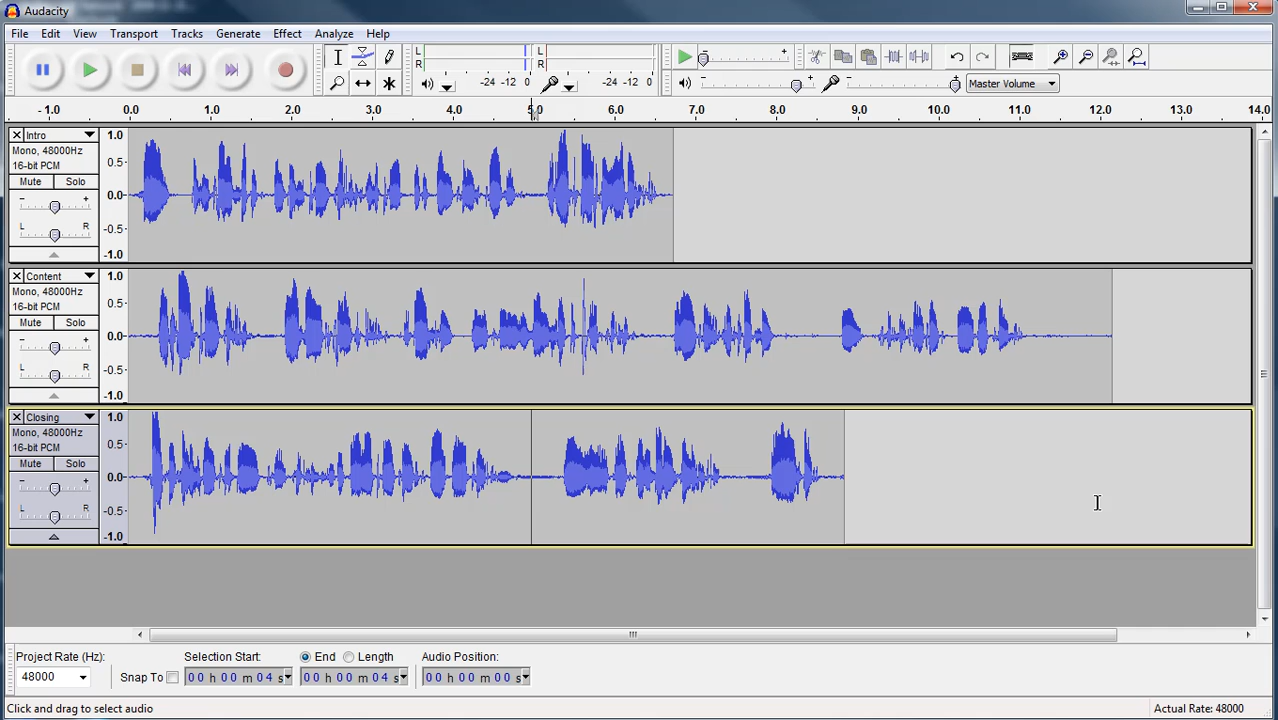 Audacity
File Edit View Transport Tracks Generate Effect Analyze Help
L
R
-24 -12 0
L
R
-24 -12 0
Master Volume
- 1.0 0.0 1.0 2.0 3.0 4.0 5.0 6.0 7.0 8.0 9.0 10.0 11.0 12.0 13.0 14.0
Intro
Mono, 48000Hz
16-bit PCM
Mute Solo
- +
L R
1.0
0.5
0.0
-0.5
-1.0
Content
Mono, 48000Hz
16-bit PCM
Mute Solo
- +
L R
1.0
0.5
0.0
-0.5
-1.0
Closing
Mono, 48000Hz
16-bit PCM
Mute Solo
- +
L R
1.0
0.5
0.0
-0.5
-1.0
Project Rate (Hz): Selection Start: End Length Audio Position:
48000 Snap To 00 h 00 m 04 s 00 h 00 m 04 s 00 h 00 m 00 s
Click and drag to select audio Actual Rate: 48000